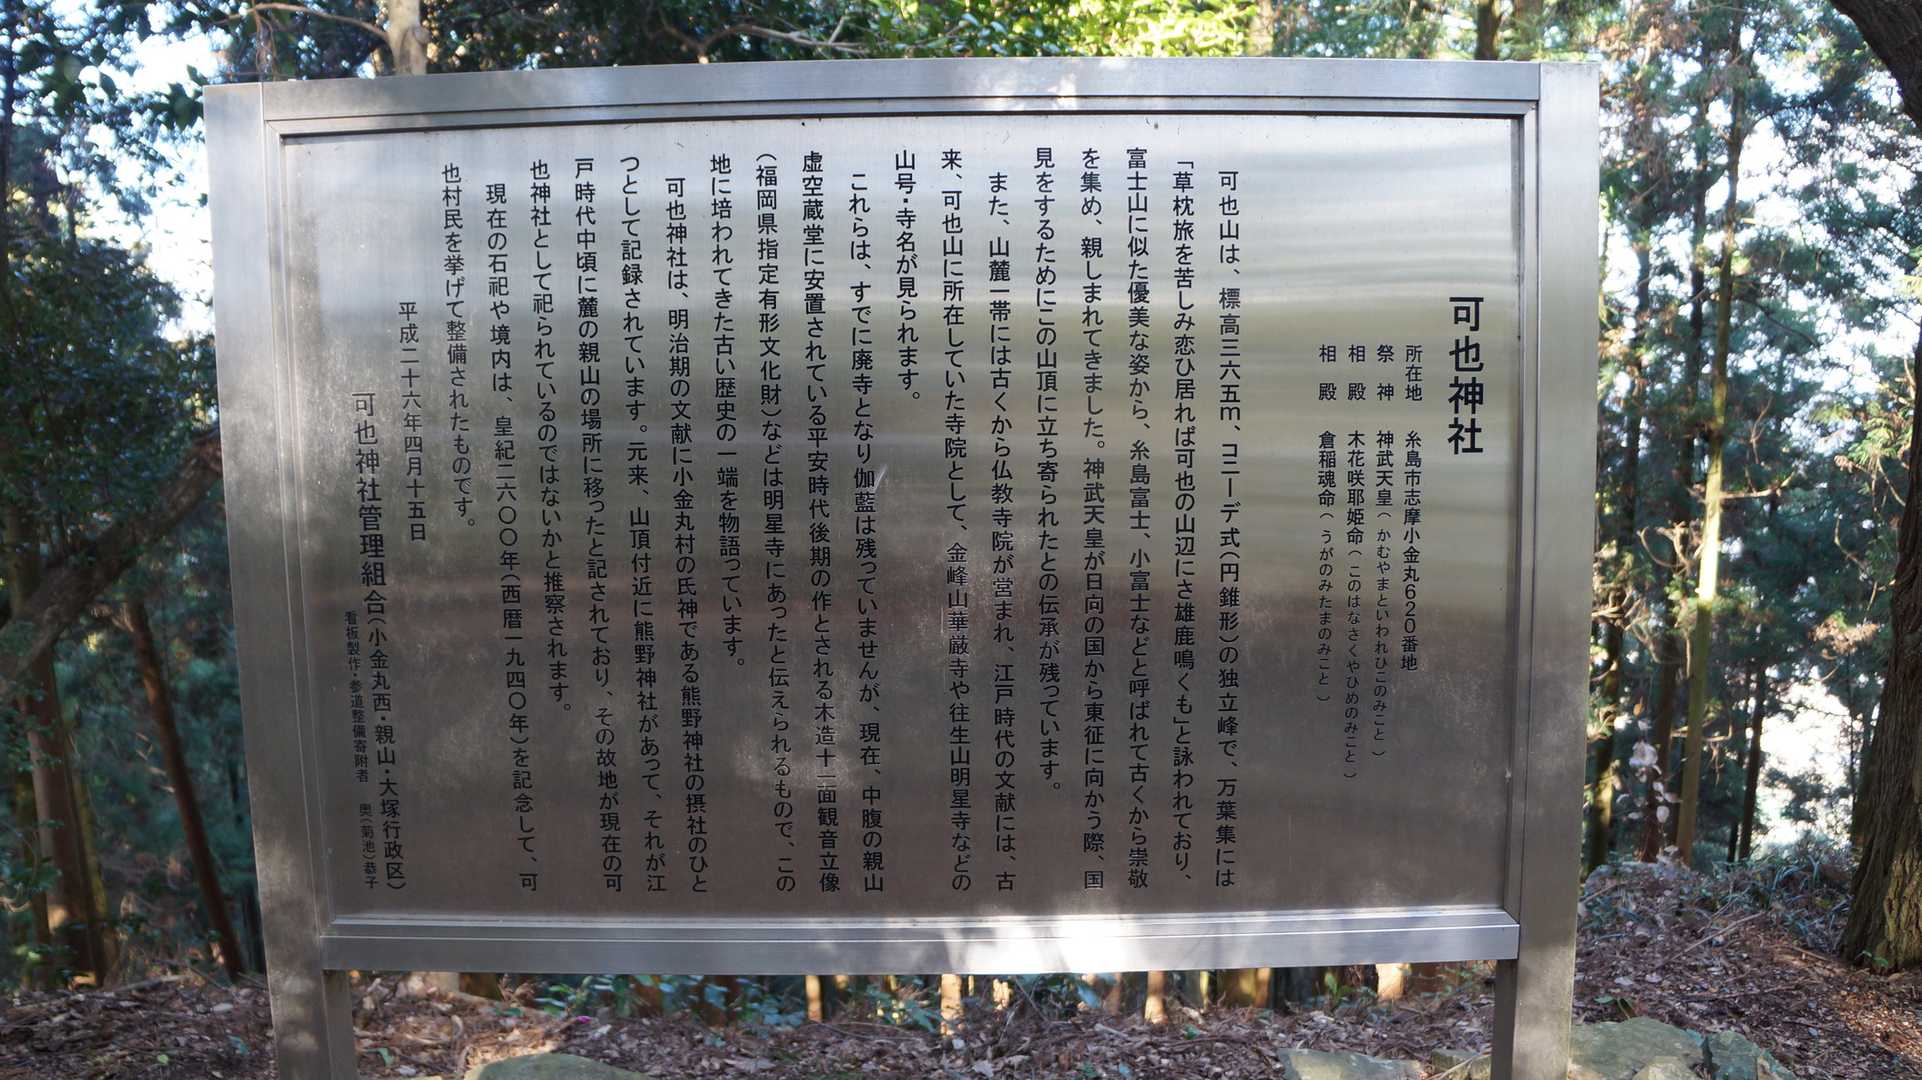 可也神社
所在地 糸島市志摩小金丸620番地
祭神 神武天皇(かむやまといわれひこのみこと)
相殿 木花咲耶姫命(このはなさくやひめのみこと)
相殿 倉稲魂命(うがのみたまのみこと)
可也山は、標高三六五m、コニーデ式(円錐形)の独立峰で、万葉集には
「草枕旅を苦しみ恋ひ居れば可也の山辺にさ雄鹿鳴くも」と詠われており、
富士山に似た優美な姿から、糸島富士、小富士などと呼ばれて古くから崇敬
を集め、親しまれてきました。神武天皇が日向の国から東征に向かう際、国
見をするためにこの山頂に立ち寄られたとの伝承が残っています。
また、山麓一帯には古くから仏教寺院が営まれ、江戸時代の文献には、古
来、可也山に所在していた寺院として、金峰山華厳寺や往生山明星寺などの
山号・寺名が見られます。
これらは、すでに廃寺となり伽藍は残っていませんが、現在、中腹の親山
虚空蔵堂に安置されている平安時代後期の作とされる木造十一面観音立像
(福岡県指定有形文化財)などは明星寺にあったと伝えられるもので、この
地に培われてきた古い歴史の一端を物語っています。
可也神社は、明治期の文献に小金丸村の氏神である熊野神社の摂社のひと
つとして記録されています。元来、山頂付近に熊野神社があって、それが江
戸時代中頃に麓の親山の場所に移ったと記されており、その故地が現在の可
也神社として祀られているのではないかと推察されます。
現在の石祀や境内は、皇紀二六〇〇年(西暦一九四〇年)を記念して、可
也村民を挙げて整備されたものです。
平成二十六年四月十五日
可也神社管理組合(小金丸西・親山・大塚行政区)
看板製作・参道整備寄附者 奥(菊池)恭子